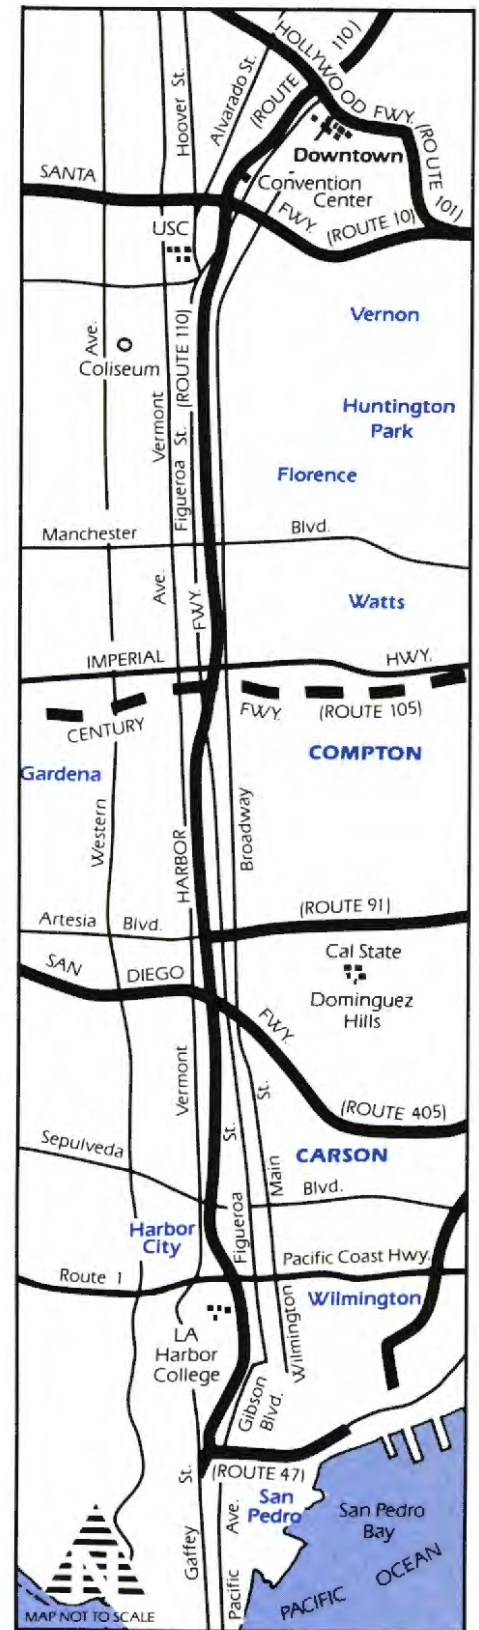 HOLLYWOOD FWY. (ROUTE 101)
(ROUTE 110)
Hoover St.
Alvarado St.
Downtown
SANTA
Convention
Center
FWY. (ROUTE 10)
USC
Vernon
Ave.
Coliseum
Vermont
Figueroa St. (ROUTE 110)
Huntington
Park
Florence
Manchester
Blvd.
Ave.
FWY.
Watts
IMPERIAL
HWY.
CENTURY
FWY.
(ROUTE 105)
COMPTON
Gardena
Western
HARBOR
Broadway
(ROUTE 91)
Artesia Blvd.
SAN DIEGO
FWY.
Cal State
Dominguez
Hills
Vermont
St.
St.
(ROUTE 405)
Sepulveda
CARSON
Main
Blvd.
Figueroa
Harbor
City
Pacific Coast Hwy.
Route 1
Wilmington
Wilmington
LA
Harbor
College
Gibson
Blvd.
(ROUTE 47)
St.
Gaffey
San
Pedro
Ave.
Pacific
San Pedro
Bay
PACIFIC OCEAN
N
MAP NOT TO SCALE